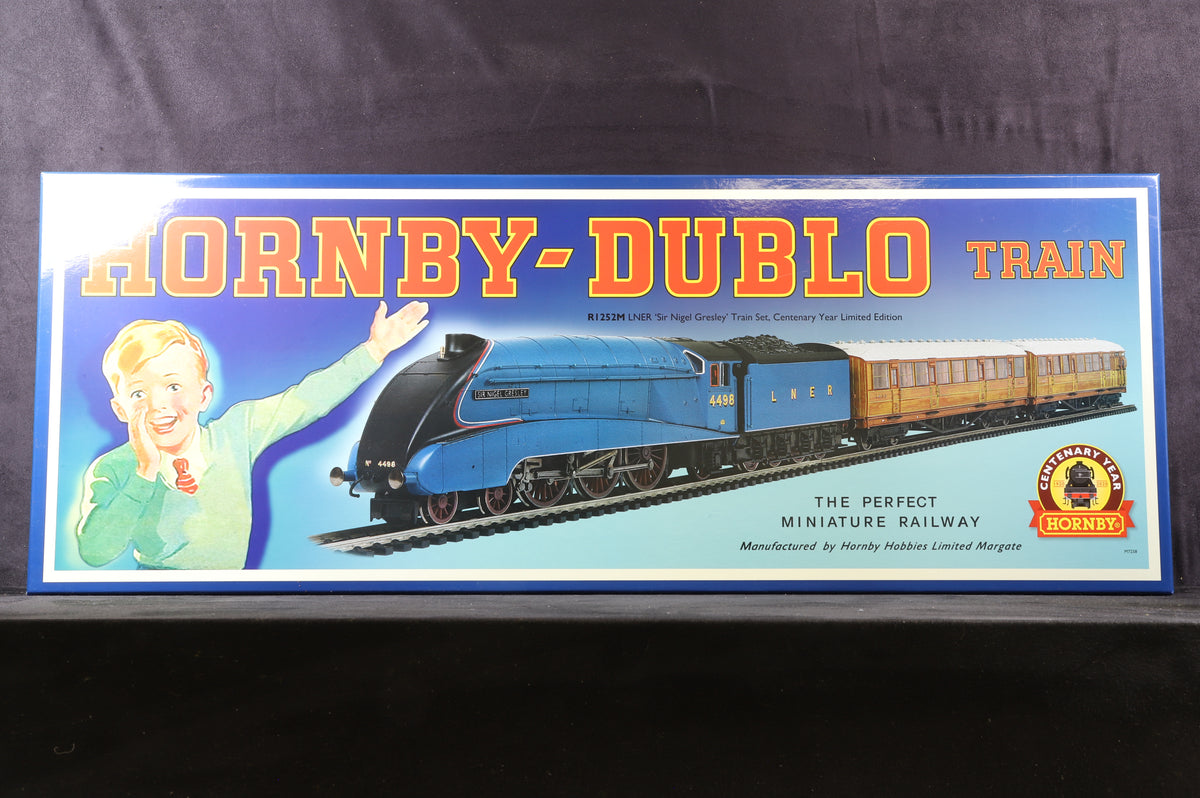 HORNBY-DUBLO TRAIN
R1252M LNER 'Sir Nigel Gresley' Train Set, Centenary Year Limited Edition
SIR NIGEL GRESLEY
4498
L N E R
Nº 4498
THE PERFECT
MINIATURE RAILWAY
Manufactured by Hornby Hobbies Limited Margate
CENTENARY YEAR
HORNBY®